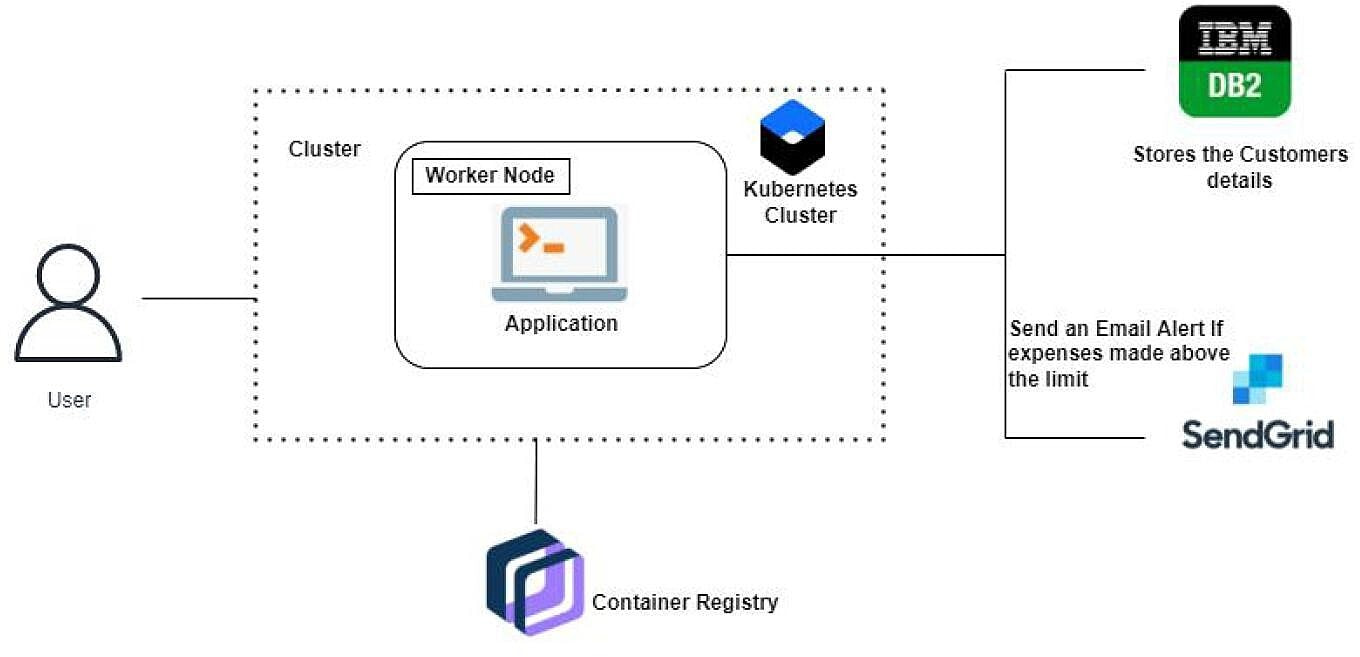 IBM
DB2
Stores the Customers
details
Cluster
Worker Node
Kubernetes
Cluster
Application
User
Send an Email Alert If
expenses made above
the limit
SendGrid
Container Registry